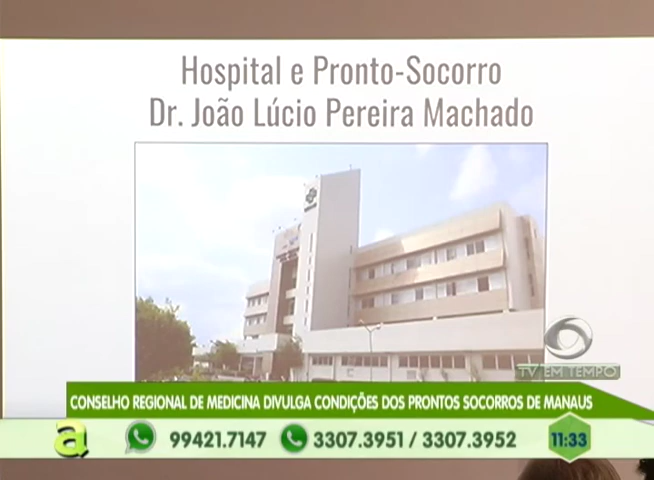 Hospital e Pronto-Socorro
Dr. João Lúcio Pereira Machado
TV EM TEMPO
CONSELHO REGIONAL DE MEDICINA DIVULGA CONDIÇÕES DOS PRONTOS SOCORROS DE MANAUS
a 99421.7147 3307.3951 / 3307.3952 11:33